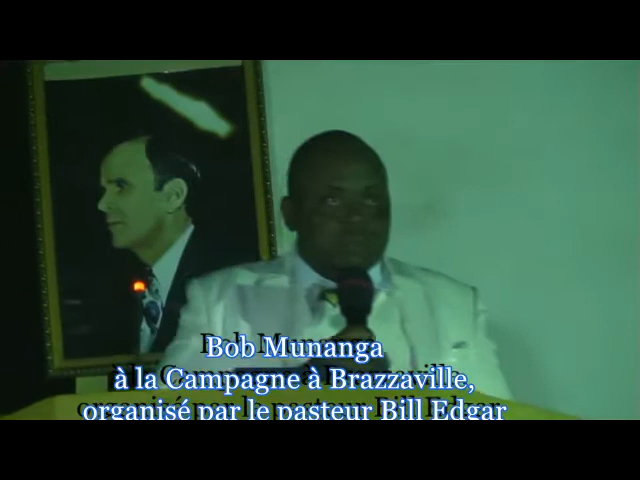 Bob Munanga
à la Campagne à Brazzaville,
organisé par le pasteur Bill Edgar